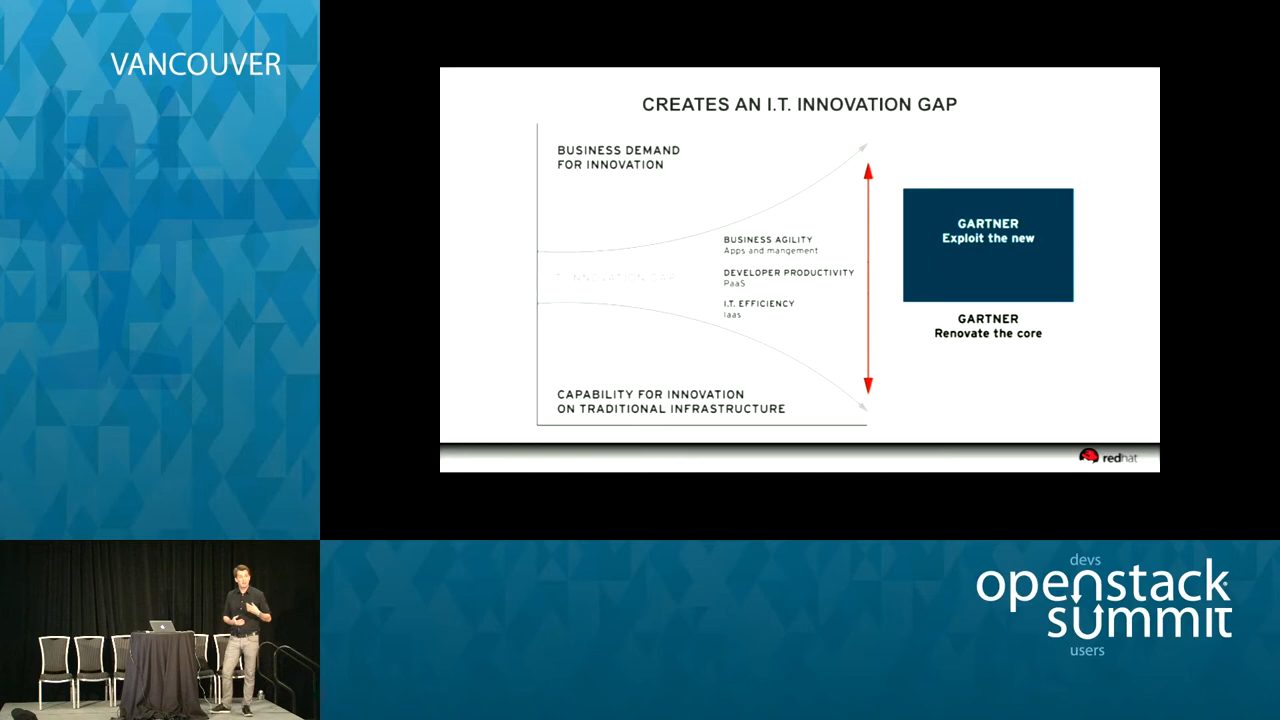 VANCOUVER
CREATES AN I.T. INNOVATION GAP
BUSINESS DEMAND
FOR INNOVATION
BUSINESS AGILITY
Apps and mangement
DEVELOPER PRODUCTIVITY
PaaS
I.T. EFFICIENCY
Iaas
CAPABILITY FOR INNOVATION
ON TRADITIONAL INFRASTRUCTURE
GARTNER
Exploit the new
GARTNER
Renovate the core
redhat
devs
openstack
summit
users